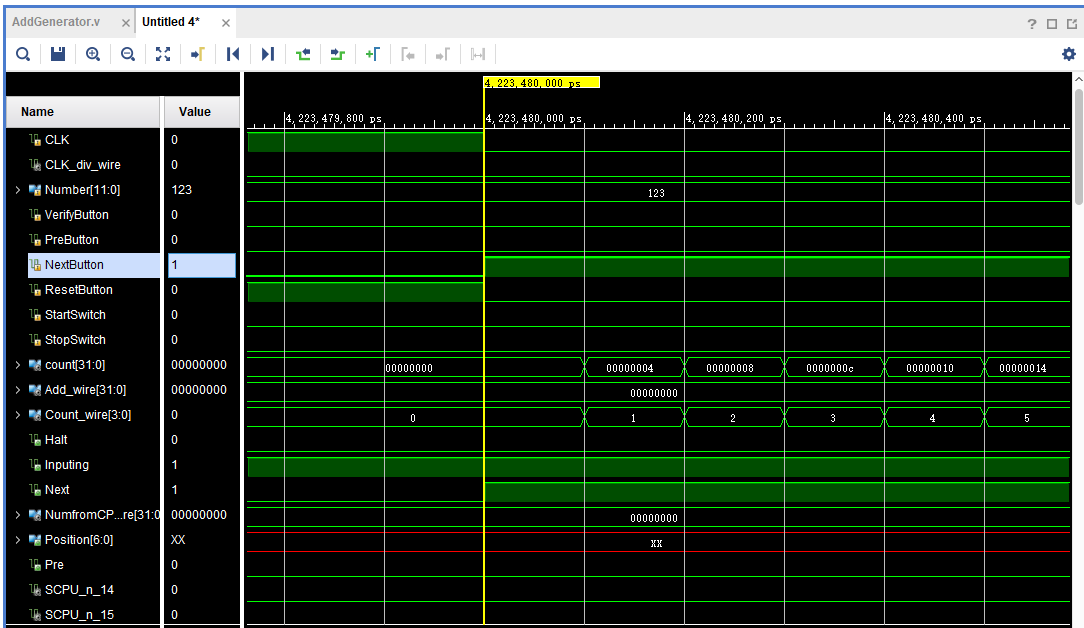 AddGenerator.v × Untitled 4* ×
?
4,223,480,000 ps
Name Value
4,223,479,800 ps 4,223,480,000 ps 4,223,480,200 ps 4,223,480,400 ps
CLK 0
CLK_div_wire 0
Number[11:0] 123 123
VerifyButton 0
PreButton 0
NextButton 1
ResetButton 0
StartSwitch 0
StopSwitch 0
count[31:0] 00000000 00000000 00000004 00000008 0000000c 00000010 00000014
Add_wire[31:0] 00000000 00000000
Count_wire[3:0] 0 0 1 2 3 4 5
Halt 0
Inputing 1
Next 1
NumfromCP...re[31:0 00000000 00000000
Position[6:0] XX XX
Pre 0
SCPU_n_14 0
SCPU_n_15 0